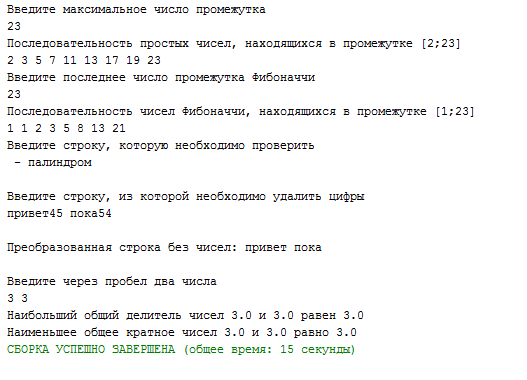 Введите максимальное число промежутка
23
Последовательность простых чисел, находящихся в промежутке [2;23]
2 3 5 7 11 13 17 19 23
Введите последнее число промежутка Фибоначчи
23
Последовательность чисел Фибоначчи, находящихся в промежутке [1;23]
1 1 2 3 5 8 13 21
Введите строку, которую необходимо проверить
- палиндром
Введите строку, из которой необходимо удалить цифры
привет45 пока54
Преобразованная строка без чисел: привет пока
Введите через пробел два числа
3 3
Наибольший общий делитель чисел 3.0 и 3.0 равен 3.0
Наименьшее общее кратное чисел 3.0 и 3.0 равно 3.0
СБОРКА УСПЕШНО ЗАВЕРШЕНА (общее время: 15 секунды)